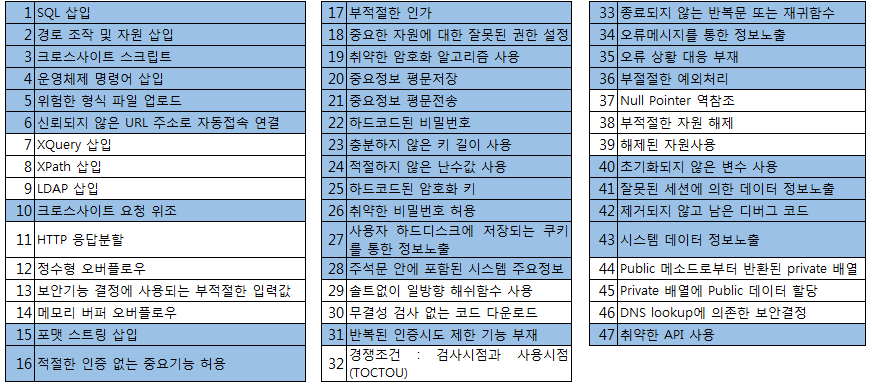 1 SQL 삽입
2 경로 조작 및 자원 삽입
3 크로스사이트 스크립트
4 운영체제 명령어 삽입
5 위험한 형식 파일 업로드
6 신뢰되지 않은 URL 주소로 자동접속 연결
7 XQuery 삽입
8 XPath 삽입
9 LDAP 삽입
10 크로스사이트 요청 위조
11 HTTP 응답분할
12 정수형 오버플로우
13 보안기능 결정에 사용되는 부적절한 입력값
14 메모리 버퍼 오버플로우
15 포맷 스트링 삽입
16 적절한 인증 없는 중요기능 허용
17 부적절한 인가
18 중요한 자원에 대한 잘못된 권한 설정
19 취약한 암호화 알고리즘 사용
20 중요정보 평문저장
21 중요정보 평문전송
22 하드코드된 비밀번호
23 충분하지 않은 키 길이 사용
24 적절하지 않은 난수값 사용
25 하드코드된 암호화 키
26 취약한 비밀번호 허용
27 사용자 하드디스크에 저장되는 쿠키
를 통한 정보노출
28 주석문 안에 포함된 시스템 주요정보
29 솔트없이 일방향 해쉬함수 사용
30 무결성 검사 없는 코드 다운로드
31 반복된 인증시도 제한 기능 부재
32 경쟁조건 : 검사시점과 사용시점
(TOCTOU)
33 종료되지 않는 반복문 또는 재귀함수
34 오류메시지를 통한 정보노출
35 오류 상황 대응 부재
36 부절절한 예외처리
37 Null Pointer 역참조
38 부적절한 자원 해제
39 해제된 자원사용
40 초기화되지 않은 변수 사용
41 잘못된 세션에 의한 데이터 정보노출
42 제거되지 않고 남은 디버그 코드
43 시스템 데이터 정보노출
44 Public 메소드로부터 반환된 private 배열
45 Private 배열에 Public 데이터 할당
46 DNS lookup에 의존한 보안결정
47 취약한 API 사용